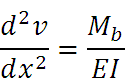 d²v/dx² = M_b/EI